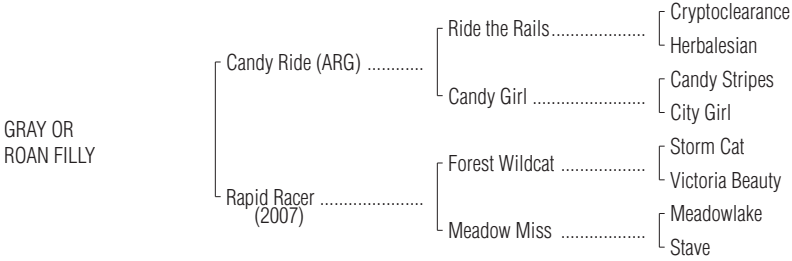 GRAY OR
ROAN FILLY
Candy Ride (ARG) ............
Rapid Racer ......................
(2007)
Ride the Rails....................
Candy Girl ........................
Forest Wildcat ..................
Meadow Miss ..................
Cryptoclearance
Herbalesian
Candy Stripes
City Girl
Storm Cat
Victoria Beauty
Meadowlake
Stave